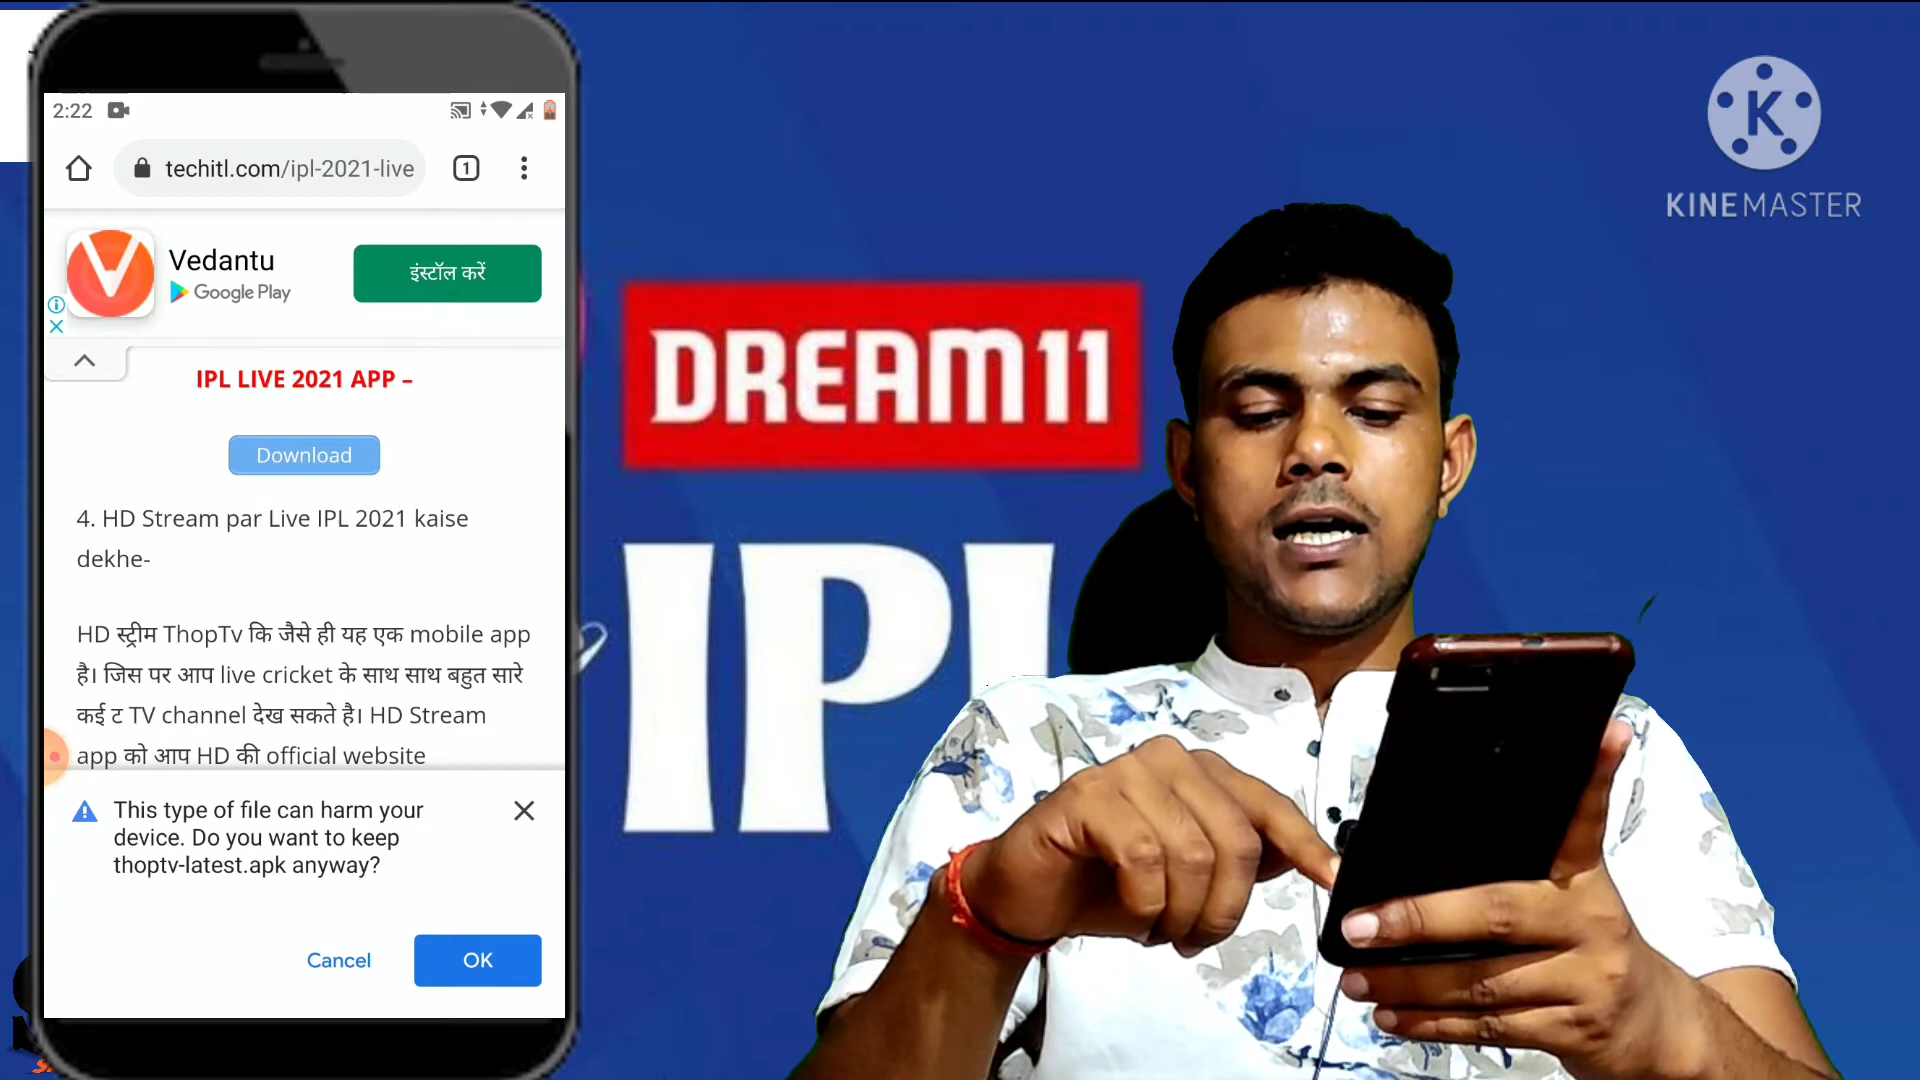 2:22
techitl.com/ipl-2021-live
1
Vedantu
Google Play
इंस्टॉल करें
IPL LIVE 2021 APP –
Download
4. HD Stream par Live IPL 2021 kaise
dekhe-
HD स्ट्रीम ThopTv कि जैसे ही यह एक mobile app
है। जिस पर आप live cricket के साथ साथ बहुत सारे
कई ट TV channel देख सकते है। HD Stream
app को आप HD की official website
This type of file can harm your
device. Do you want to keep
thoptv-latest.apk anyway?
Cancel
OK
DREAM11
IPL
K
KINEMASTER